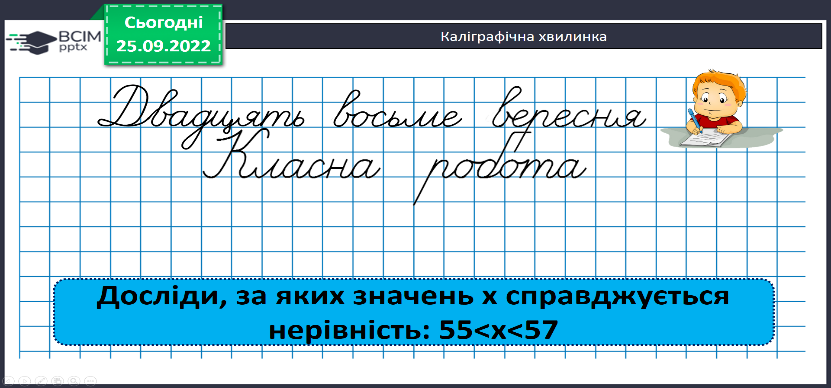 ВСІМ
pptx
Сьогодні
25.09.2022
Каліграфічна хвилинка
Двадцять восьме вересня
Класна робота
Досліди, за яких значень х справджується
нерівність: 55<х<57